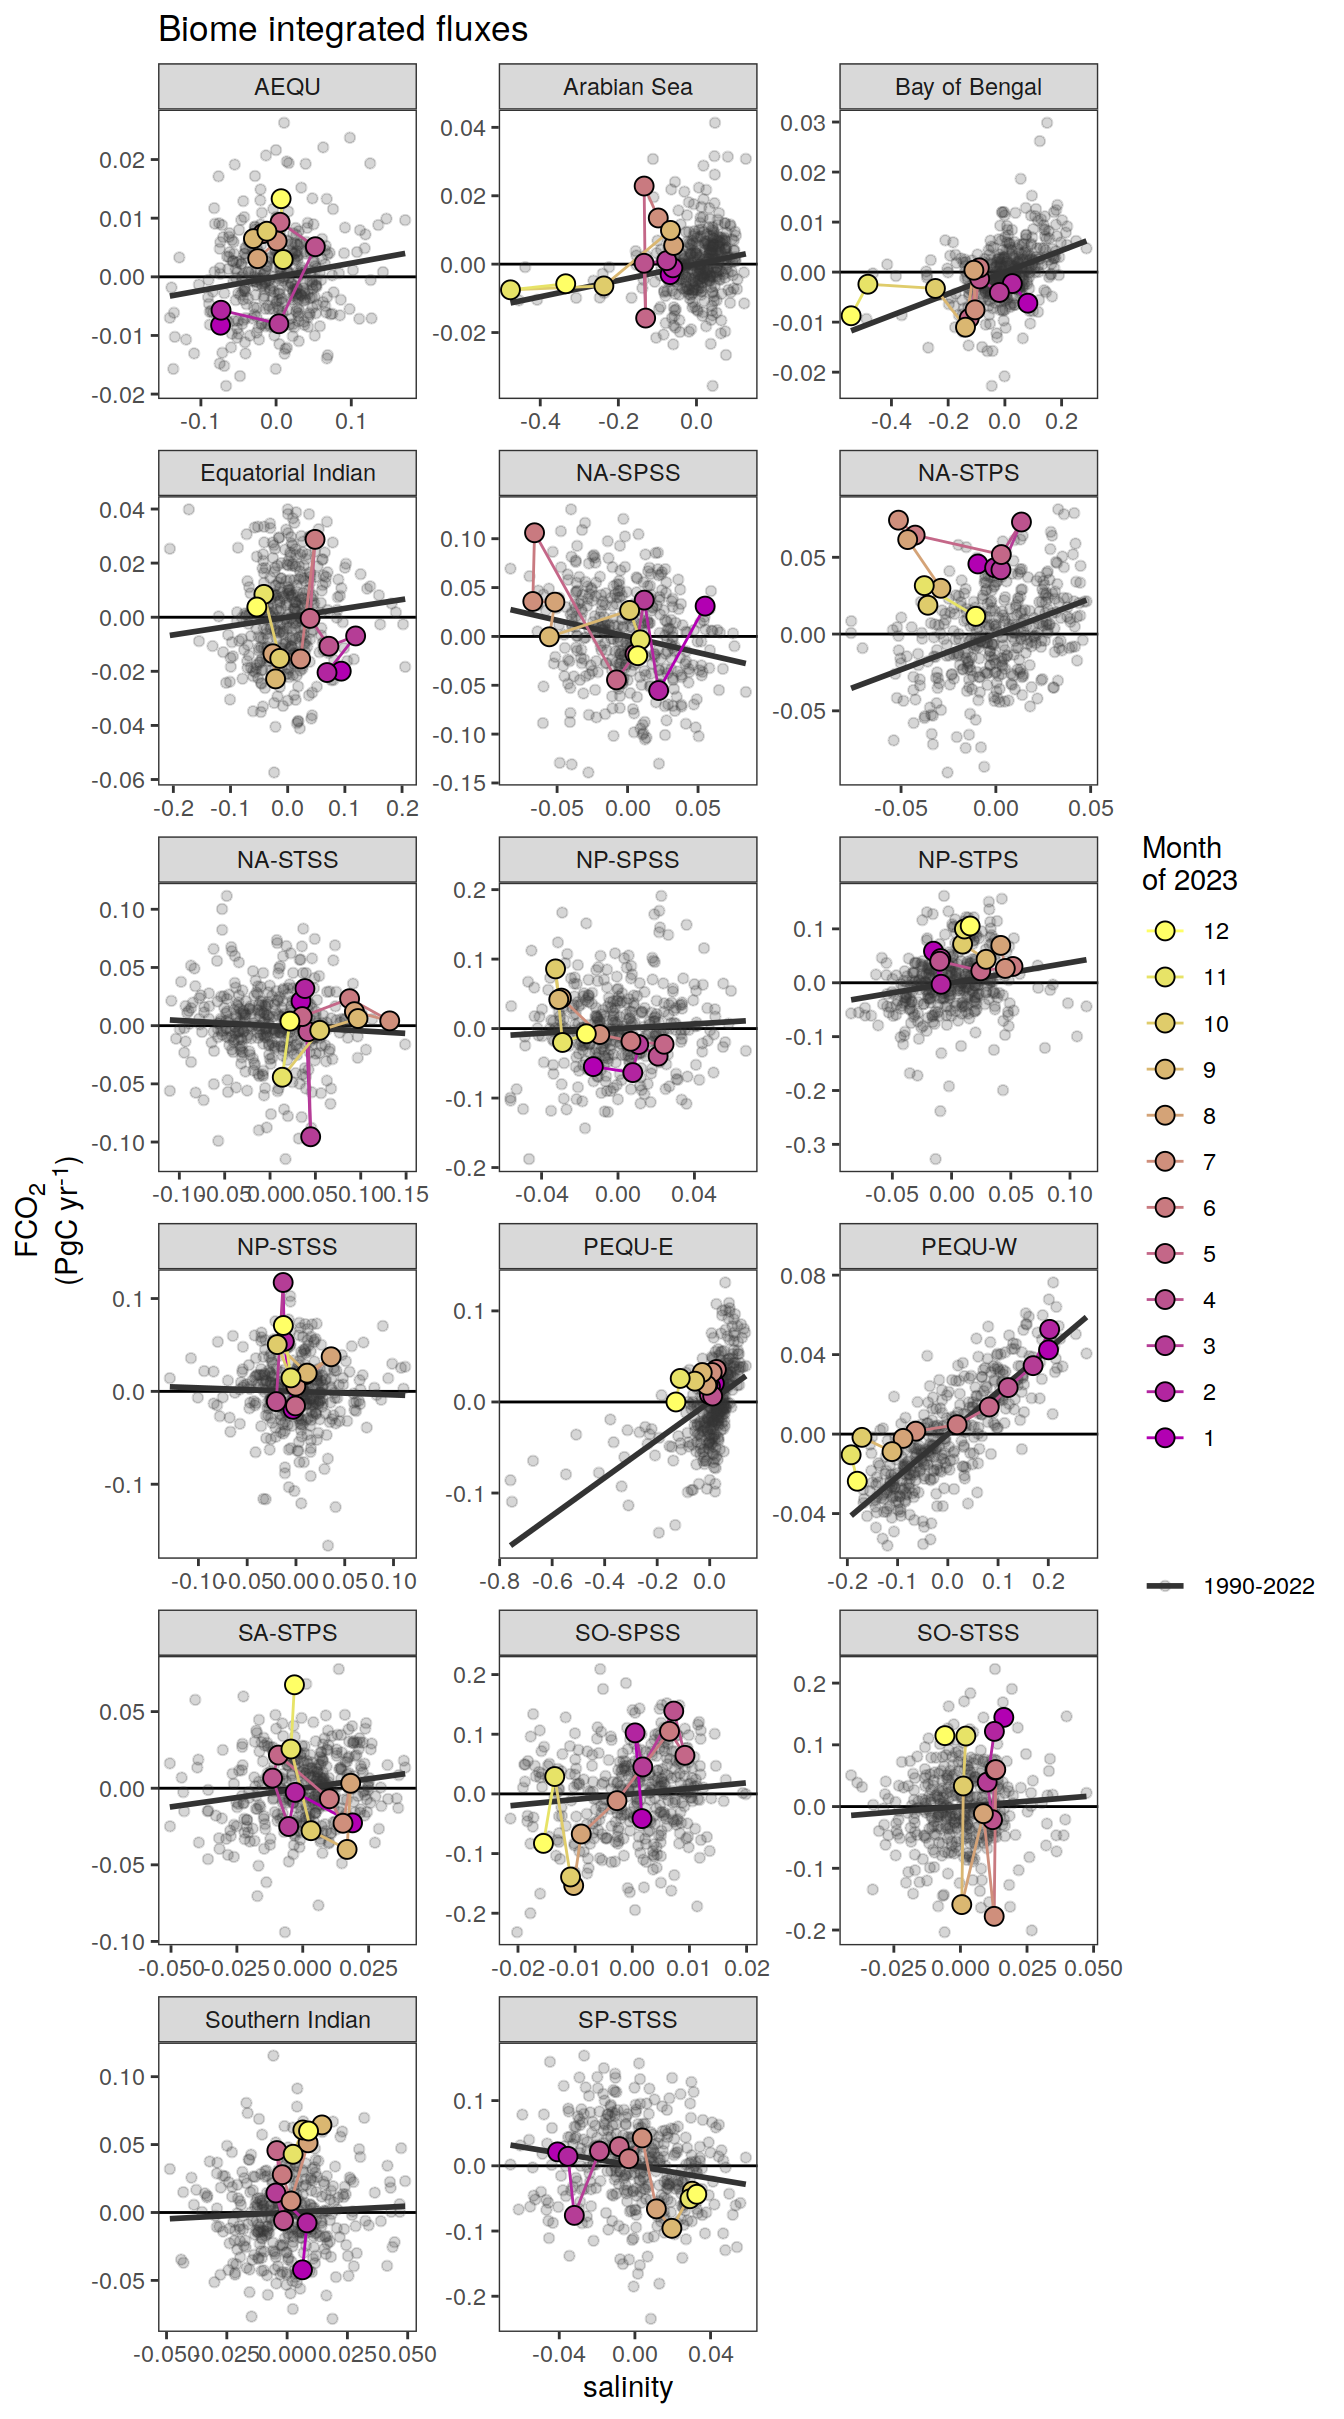 Biome integrated fluxes
AEQU Arabian Sea Bay of Bengal
0.02 0.01 0.00 -0.01 -0.02
-0.1 0.0 0.1
0.04 0.02 0.00 -0.02
-0.4 -0.2 0.0
0.03 0.02 0.01 0.00 -0.01 -0.02
-0.4 -0.2 0.0 0.2
Equatorial Indian NA-SPSS NA-STPS
0.04 0.02 0.00 -0.02 -0.04 -0.06
-0.2 -0.1 0.0 0.1 0.2
0.10 0.05 0.00 -0.05 -0.10 -0.15
-0.05 0.00 0.05
0.05 0.00 -0.05
-0.05 0.00 0.05
NA-STSS NP-SPSS NP-STPS
0.10 0.05 0.00 -0.05 -0.10
-0.10 -0.05 0.00 0.05 0.10 0.15
0.2 0.1 0.0 -0.1 -0.2
-0.04 0.00 0.04
0.1 0.0 -0.1 -0.2 -0.3
-0.05 0.00 0.05 0.10
NP-STSS PEQU-E PEQU-W
0.1 0.0 -0.1
-0.10 -0.05 0.00 0.05 0.10
0.1 0.0 -0.1
-0.8 -0.6 -0.4 -0.2 0.0
0.08 0.04 0.00 -0.04
-0.2 -0.1 0.0 0.1 0.2
SA-STPS SO-SPSS SO-STSS
0.05 0.00 -0.05 -0.10
-0.050 -0.025 0.000 0.025
0.2 0.1 0.0 -0.1 -0.2
-0.02 -0.01 0.00 0.01 0.02
0.2 0.1 0.0 -0.1 -0.2
-0.025 0.000 0.025 0.050
Southern Indian SP-STSS
0.10 0.05 0.00 -0.05
-0.050 -0.025 0.000 0.025 0.050
0.1 0.0 -0.1 -0.2
-0.04 0.00 0.04
salinity
FCO2
(PgC yr-1)
Month
of 2023
12
11
10
9
8
7
6
5
4
3
2
1
1990-2022